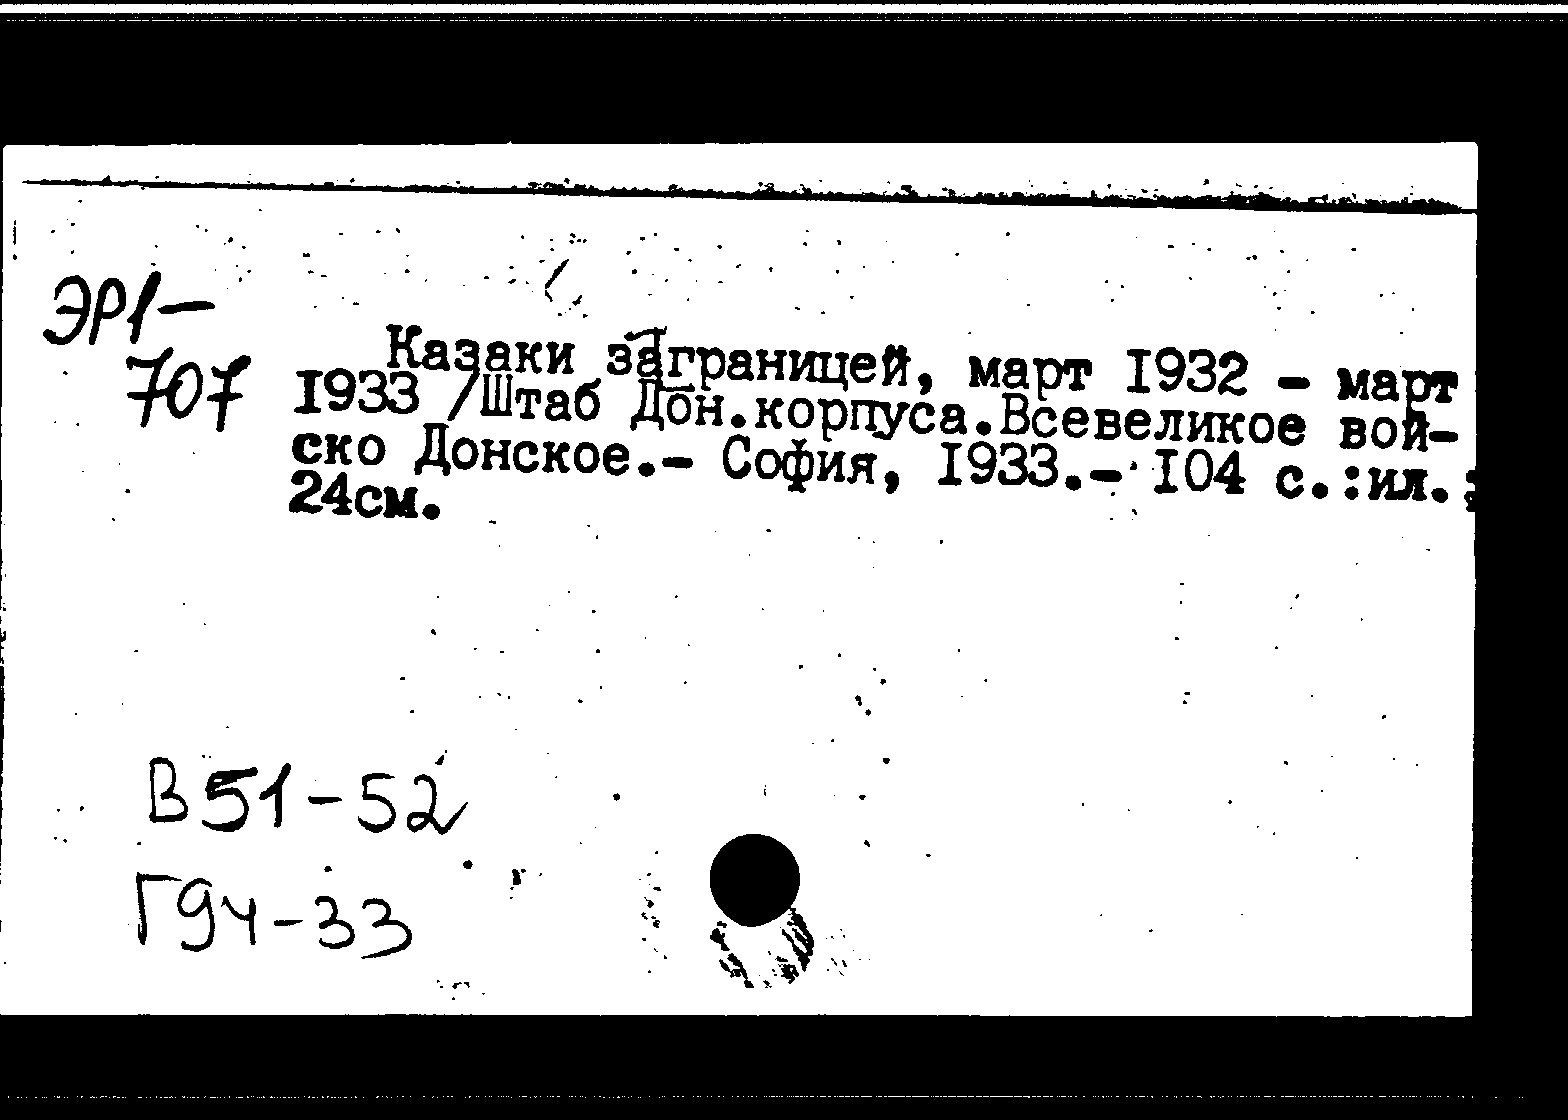 ЭР1-
707
Казаки заграницей, март 1932 - март
1933 /Штаб Дон.корпуса.Всевеликое вой-
ско Донское.- София, 1933.- 104 с.:ил.;
24см.
В51-52
Г94-33